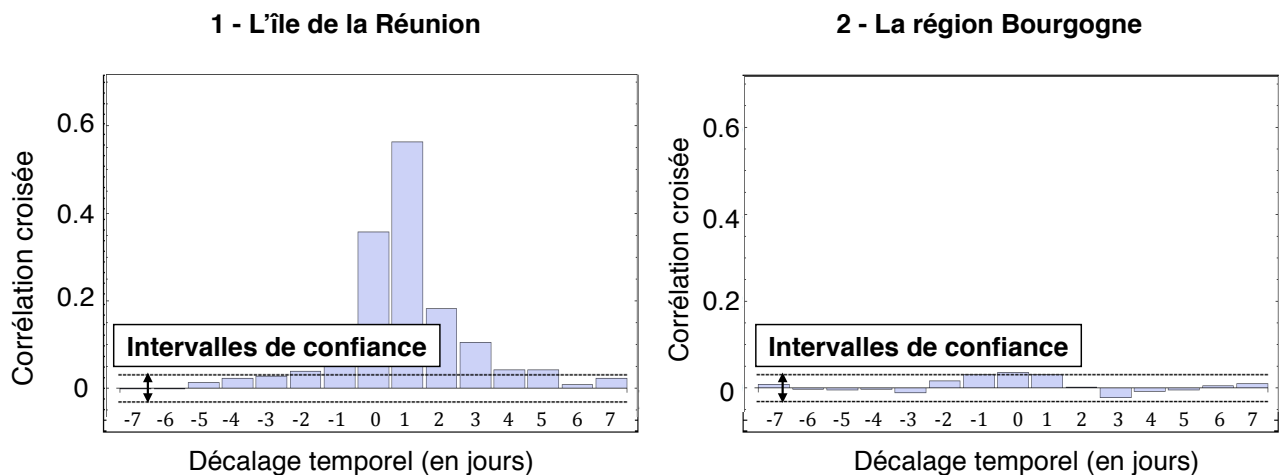 1 - L'île de la Réunion
Corrélation croisée
0.6
0.4
0.2
0
Intervalles de confiance
-7 -6 -5 -4 -3 -2 -1 0 1 2 3 4 5 6 7
Décalage temporel (en jours)
2 - La région Bourgogne
Corrélation croisée
0.6
0.4
0.2
0
Intervalles de confiance
-7 -6 -5 -4 -3 -2 -1 0 1 2 3 4 5 6 7
Décalage temporel (en jours)